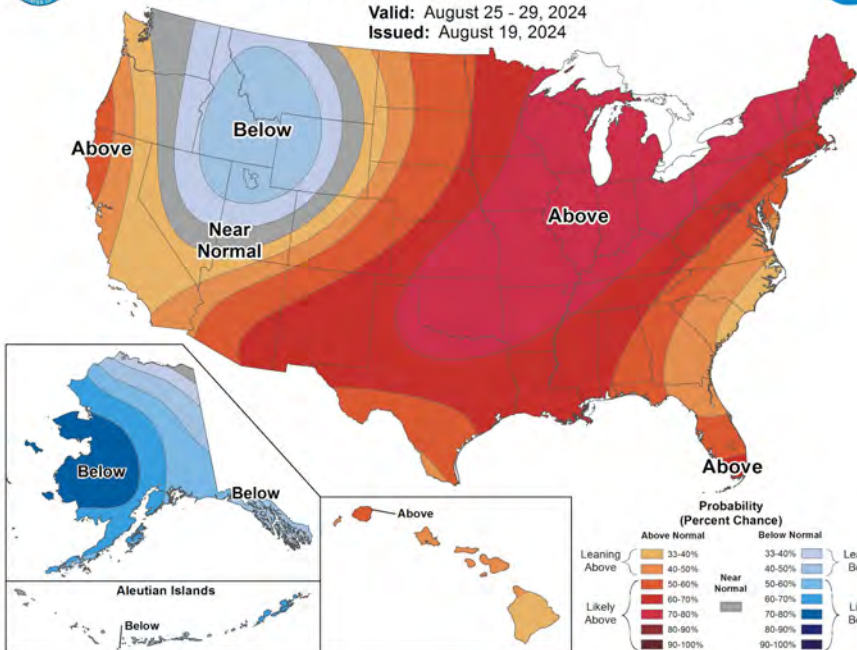 Valid: August 25 - 29, 2024
Issued: August 19, 2024
Above
Below
Near
Normal
Above
Above
Below
Below
Aleutian Islands
Below
Above
Probability
(Percent Chance)
Above Normal
Below Normal
Leaning
Above
33-40%
40-50%
Likely
Above
50-60%
60-70%
70-80%
80-90%
90-100%
Near
Normal
33-40%
40-50%
50-60%
60-70%
70-80%
80-90%
90-100%